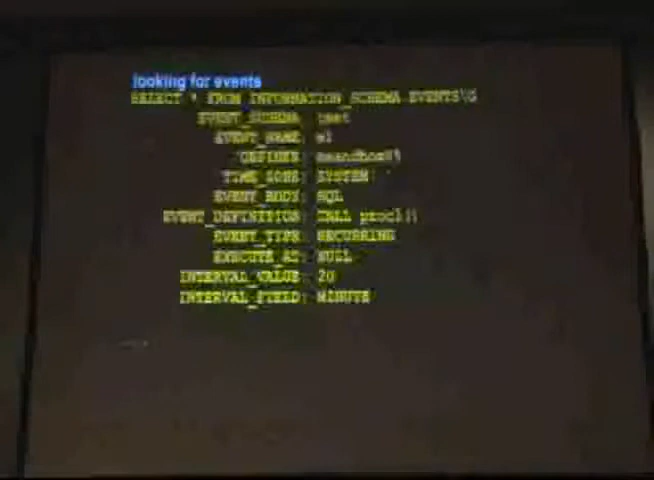 looking for events
SELECT * FROM INFORMATION_SCHEMA.EVENTS\G
EVENT_SCHEMA: test
EVENT_NAME: e1
DEFINER:
TIME_ZONE: SYSTEM
EVENT_BODY: SQL
EVENT_DEFINITION: CALL proc1()
EVENT_TYPE: RECURRING
EXECUTE_AT: NULL
INTERVAL_VALUE: 20
INTERVAL_FIELD: MINUTE